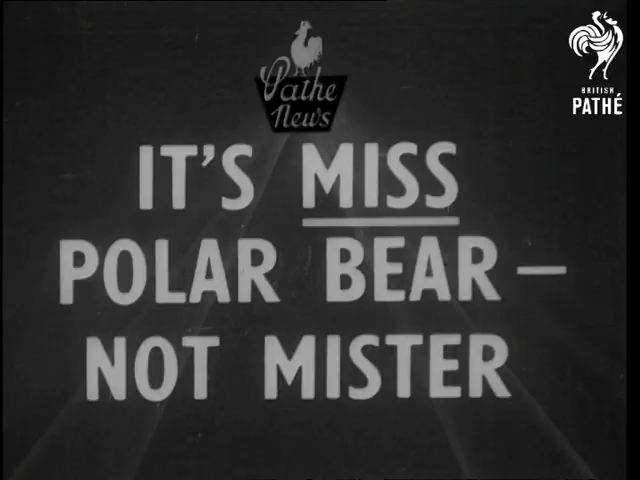 Pathe
News
BRITISH
PATHÉ
IT'S MISS
POLAR BEAR—
NOT MISTER